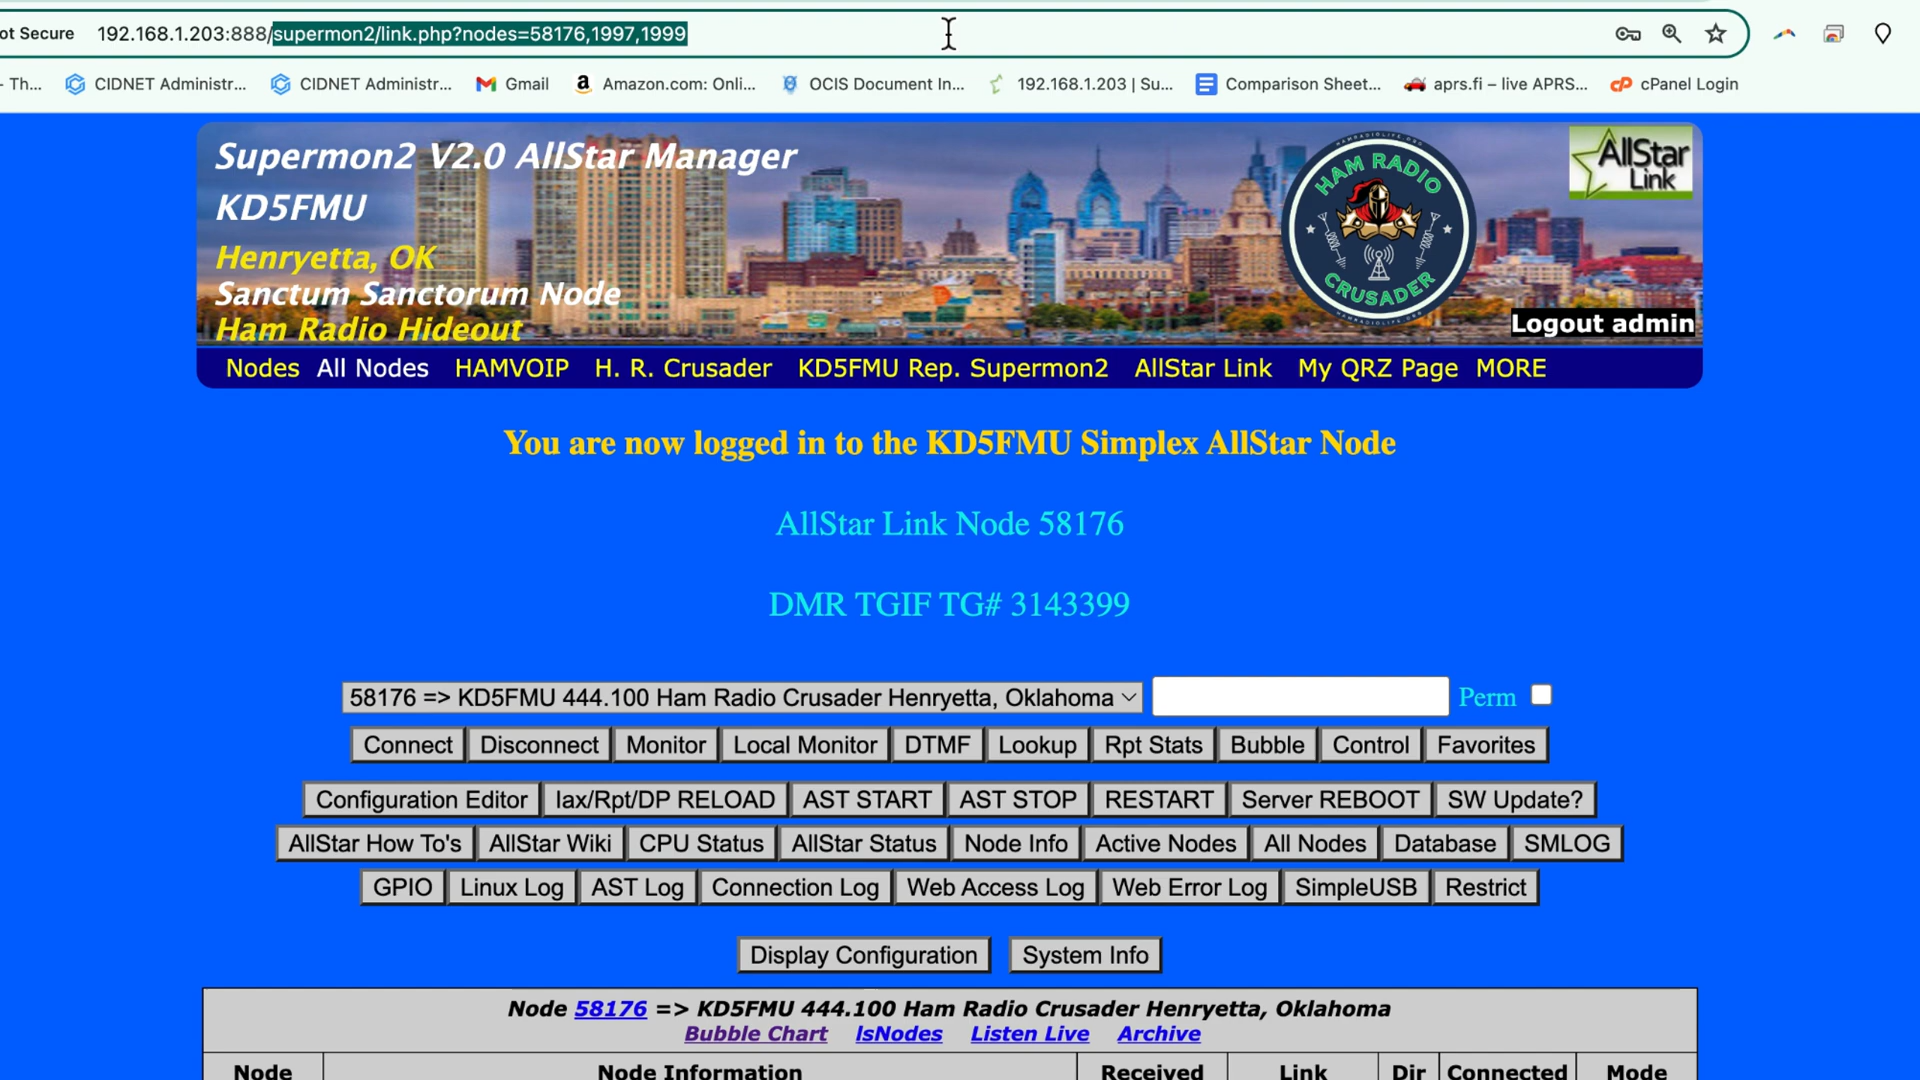 ot Secure 192.168.1.203:888/supermon2/link.php?nodes=58176,1997,1999
- Th... CIDNET Administr... CIDNET Administr... Gmail Amazon.com: Onli... OCIS Document In... 192.168.1.203 | Su... Comparison Sheet... aprs.fi – live APRS... cPanel Login
Supermon2 V2.0 AllStar Manager
KD5FMU
Henryetta, OK
Sanctum Sanctorum Node
Ham Radio Hideout
HAMRADIOLIFE.ORG
HAM RADIO
CRUSADER
HAMRADIOLIFE.ORG
AllStar
Link
Logout admin
Nodes All Nodes HAMVOIP H. R. Crusader KD5FMU Rep. Supermon2 AllStar Link My QRZ Page MORE
You are now logged in to the KD5FMU Simplex AllStar Node
AllStar Link Node 58176
DMR TGIF TG# 3143399
58176 => KD5FMU 444.100 Ham Radio Crusader Henryetta, Oklahoma Perm
Connect Disconnect Monitor Local Monitor DTMF Lookup Rpt Stats Bubble Control Favorites
Configuration Editor Iax/Rpt/DP RELOAD AST START AST STOP RESTART Server REBOOT SW Update?
AllStar How To's AllStar Wiki CPU Status AllStar Status Node Info Active Nodes All Nodes Database SMLOG
GPIO Linux Log AST Log Connection Log Web Access Log Web Error Log SimpleUSB Restrict
Display Configuration System Info
Node 58176 => KD5FMU 444.100 Ham Radio Crusader Henryetta, Oklahoma
Bubble Chart lsNodes Listen Live Archive
Node Node Information Received Link Dir Connected Mode